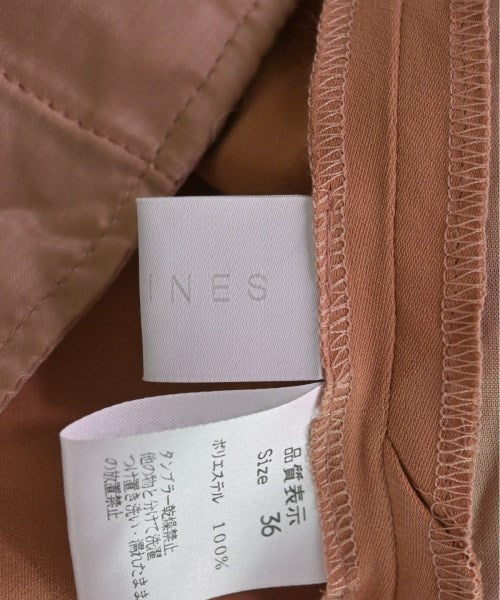 INES
品質表示
Size 36
ポリエステル 100%
タンブラー乾燥禁止
他の物と分けて洗濯
つけ置き洗い・濡れたまま
の放置禁止